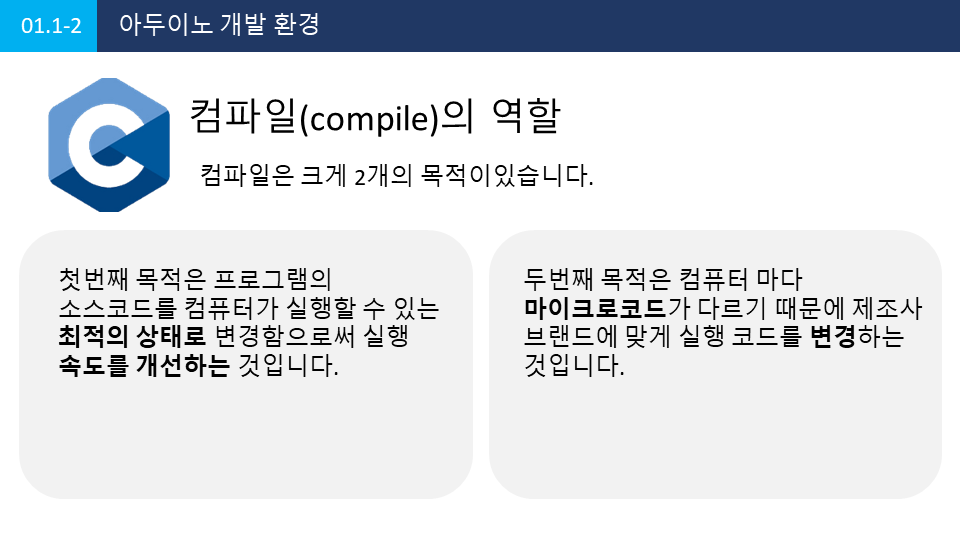 01.1-2 아두이노 개발 환경
컴파일(compile)의 역할
컴파일은 크게 2개의 목적이있습니다.
첫번째 목적은 프로그램의
소스코드를 컴퓨터가 실행할 수 있는
최적의 상태로 변경함으로써 실행
속도를 개선하는 것입니다.
두번째 목적은 컴퓨터 마다
마이크로코드가 다르기 때문에 제조사
브랜드에 맞게 실행 코드를 변경하는
것입니다.